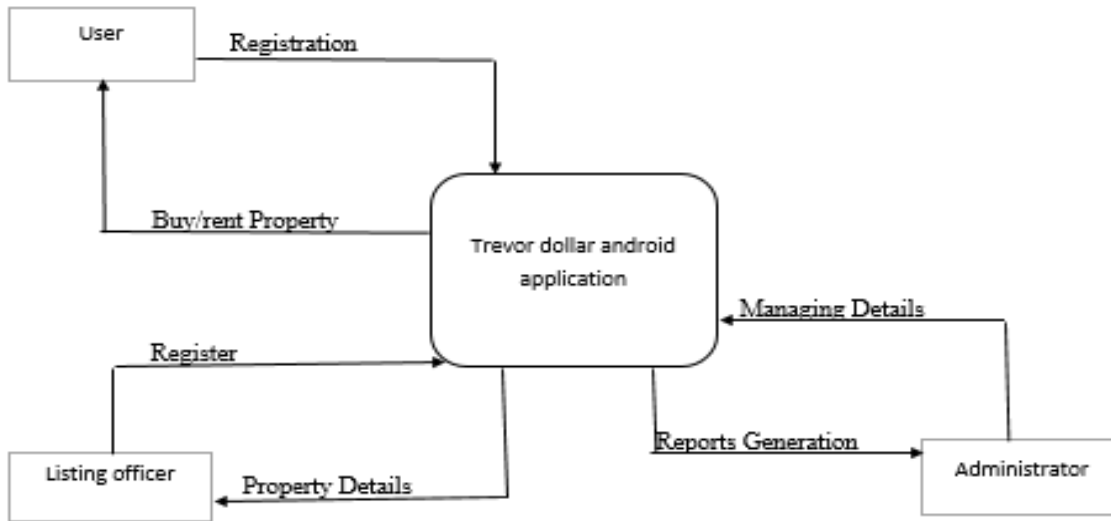 User
Registration
Buy/rent Property
Trevor dollar android
application
Managing Details
Register
Reports Generation
Listing officer
Property Details
Administrator